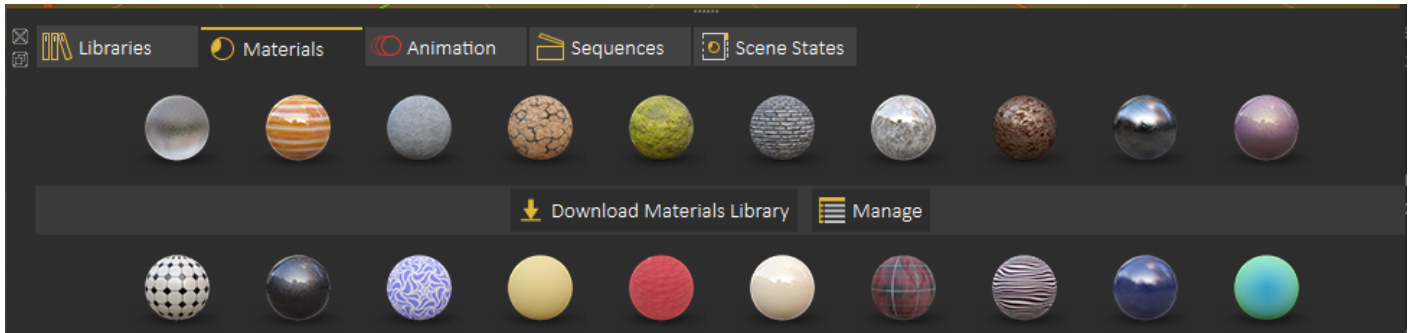 Libraries
Materials
Animation
Sequences
Scene States
Download Materials Library
Manage